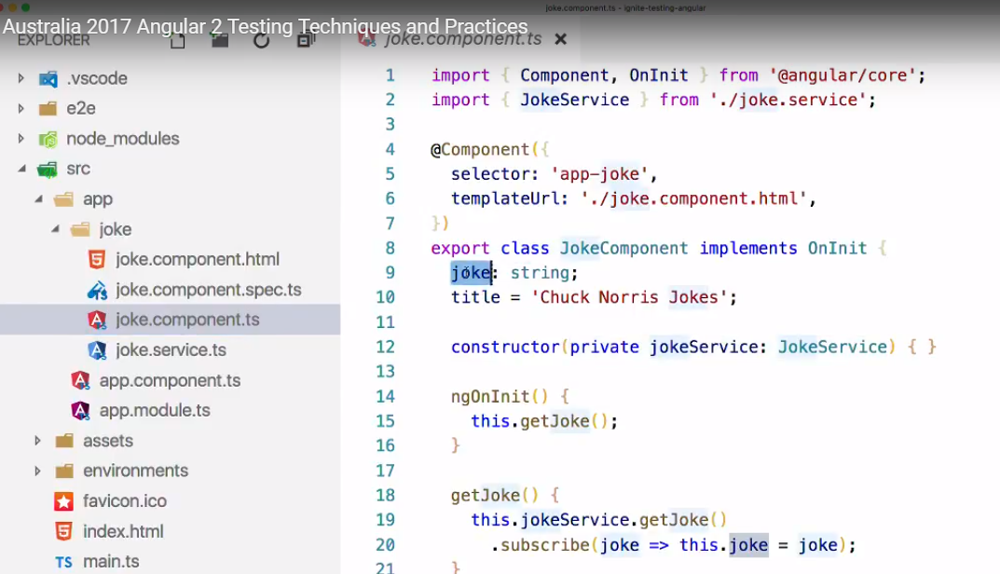 joke.component.ts - ignite-testing-angular
Australia 2017 Angular 2 Testing Techniques and Practices
EXPLORER
.vscode
e2e
node_modules
src
app
joke
joke.component.html
joke.component.spec.ts
joke.component.ts
joke.service.ts
app.component.ts
app.module.ts
assets
environments
favicon.ico
index.html
TS main.ts
joke.component.ts
1 import { Component, OnInit } from '@angular/core';
2 import { JokeService } from './joke.service';
3
4 @Component({
5 selector: 'app-joke',
6 templateUrl: './joke.component.html',
7 })
8 export class JokeComponent implements OnInit {
9 joke: string;
10 title = 'Chuck Norris Jokes';
11
12 constructor(private jokeService: JokeService) { }
13
14 ngOnInit() {
15 this.getJoke();
16 }
17
18 getJoke() {
19 this.jokeService.getJoke()
20 .subscribe(joke => this.joke = joke);
21 }